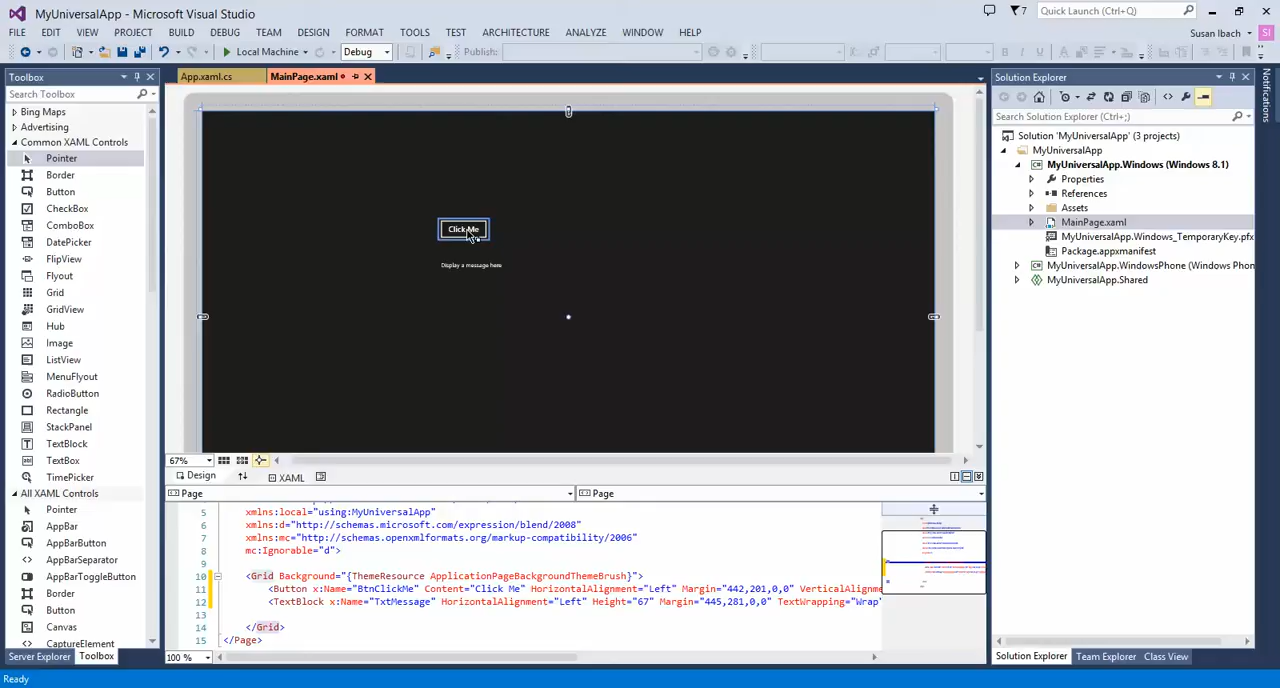 MyUniversalApp - Microsoft Visual Studio
7
Quick Launch (Ctrl+Q)
FILE EDIT VIEW PROJECT BUILD DEBUG TEAM DESIGN FORMAT TOOLS TEST ARCHITECTURE ANALYZE WINDOW HELP
Susan Ibach SI
Local Machine Debug Publish:
Toolbox
Search Toolbox
Bing Maps
Advertising
Common XAML Controls
Pointer
Border
Button
CheckBox
ComboBox
DatePicker
FlipView
Flyout
Grid
GridView
Hub
Image
ListView
MenuFlyout
RadioButton
Rectangle
StackPanel
TextBlock
TextBox
TimePicker
All XAML Controls
Pointer
AppBar
AppBarButton
AppBarSeparator
AppBarToggleButton
Border
Button
Canvas
CaptureElement
Server Explorer Toolbox
App.xaml.cs MainPage.xaml
Click Me
Display a message here
67%
Design XAML
Page Page
5 xmlns:local="using:MyUniversalApp"
6 xmlns:d="http://schemas.microsoft.com/expression/blend/2008"
7 xmlns:mc="http://schemas.openxmlformats.org/markup-compatibility/2006"
8 mc:Ignorable="d">
9
10 <Grid Background="{ThemeResource ApplicationPageBackgroundThemeBrush}">
11 <Button x:Name="BtnClickMe" Content="Click Me" HorizontalAlignment="Left" Margin="442,201,0,0" VerticalAlignme
12 <TextBlock x:Name="TxtMessage" HorizontalAlignment="Left" Height="67" Margin="445,281,0,0" TextWrapping="Wrap"
13
14 </Grid>
15 </Page>
100 %
Solution Explorer
Search Solution Explorer (Ctrl+;)
Solution 'MyUniversalApp' (3 projects)
MyUniversalApp
MyUniversalApp.Windows (Windows 8.1)
Properties
References
Assets
MainPage.xaml
MyUniversalApp.Windows_TemporaryKey.pfx
Package.appxmanifest
MyUniversalApp.WindowsPhone (Windows Phon
MyUniversalApp.Shared
Solution Explorer Team Explorer Class View
Notifications
Ready